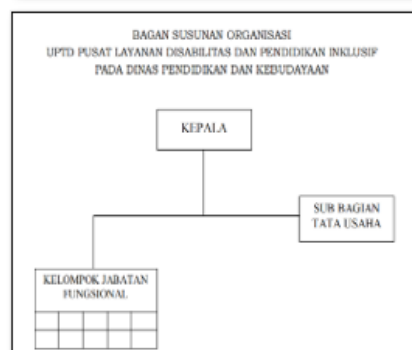 BAGAN SUSUNAN ORGANISASI
UPTD PUSAT LAYANAN DISABILITAS DAN PENDIDIKAN INKLUSIF
PADA DINAS PENDIDIKAN DAN KEBUDAYAAN
KEPALA
SUB BAGIAN
TATA USAHA
KELOMPOK JABATAN
FUNGSIONAL